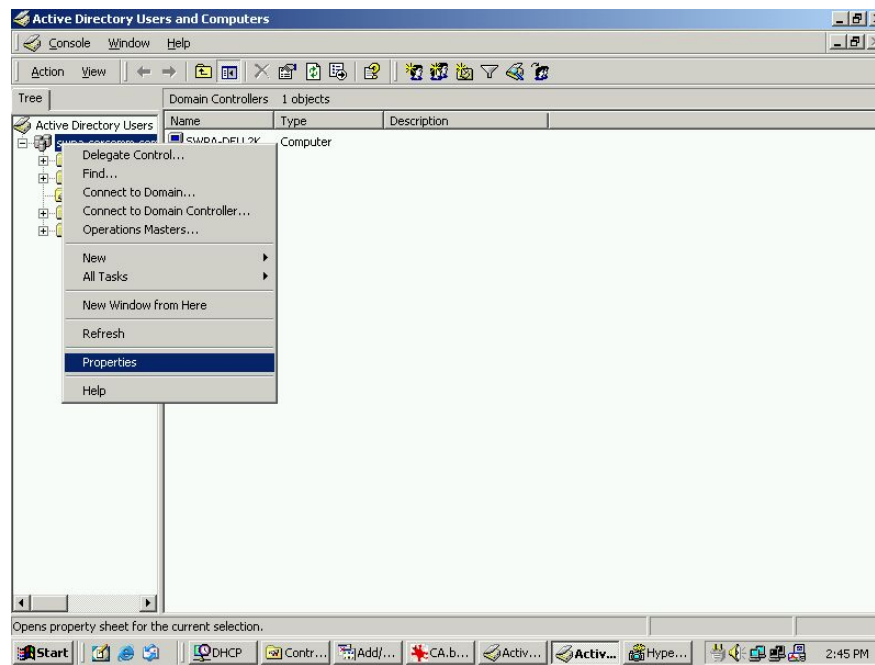 Active Directory Users and Computers
Console Window Help
Action View
Tree
Domain Controllers 1 objects
Active Directory Users
Name Type Description
SWPA-DELL2K Computer
Delegate Control...
Find...
Connect to Domain...
Connect to Domain Controller...
Operations Masters...
New
All Tasks
New Window from Here
Refresh
Properties
Help
Opens property sheet for the current selection.
Start DHCP Contr... Add/... CA.b... Activ... Activ... Hype... 2:45 PM